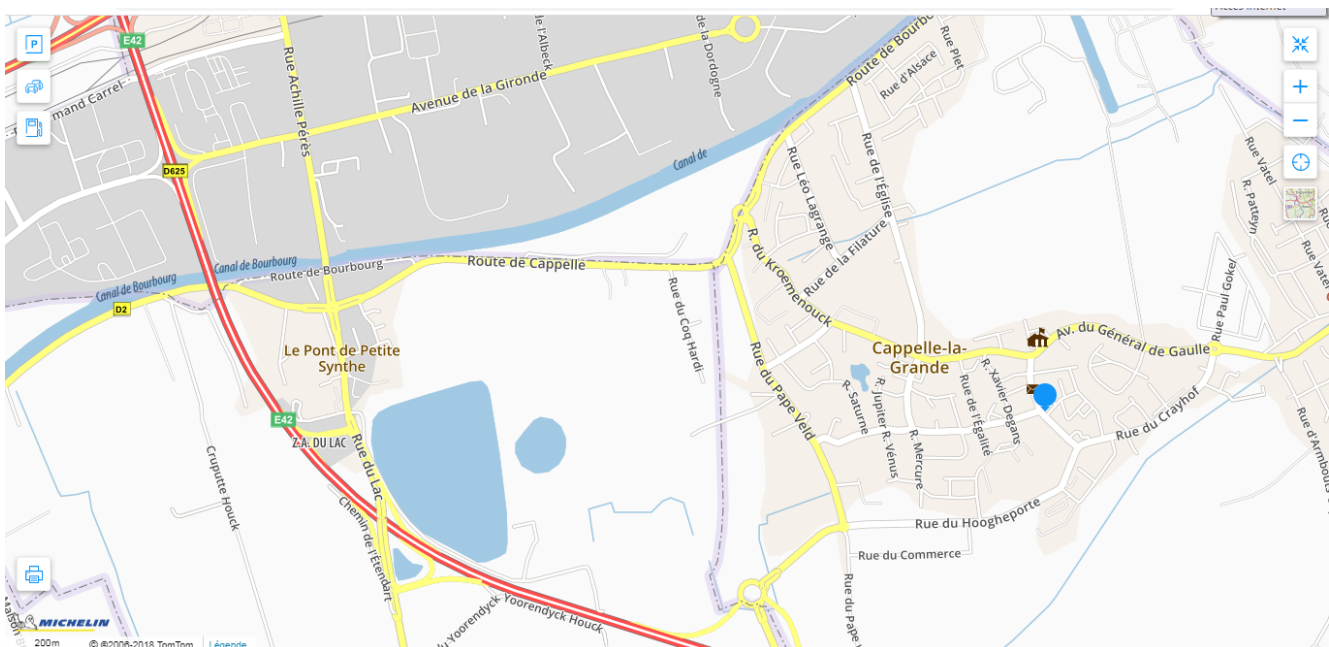 Accès Internet
P
E42
Rue Achille Pérès
de l'Albeck
de la Dordogne
Route de Bourbo
Rue Plet
Rue d'Alsace
mand Carrel
Avenue de la Gironde
D625
Canal de
Rue Léo Lagrange
Rue de l'Église
Rue Vatel
R. Patteyn
Canal de Bourbourg
Canal de Bourbourg
Route de Bourbourg
Route de Cappelle
R. du Kroemenouck
Rue de la Filature
Rue Paul Gokel
Rue Vatel
D2
Rue du Coq Hardi
Le Pont de Petite
Synthe
Rue du Pape Veld
Cappelle-la-
Grande
Av. du Général de Gaulle
R. Saturne
R. Jupiter
R. Vénus
R. Mercure
Rue de l'Égalité
R. Xavier Degans
Rue du Crayhof
E42
Z.A. DU LAC
Rue du Lac
Cruputte Houck
Chemin de l'Étendart
Rue d'Armbouts
Rue du Hoogheporte
Rue du Commerce
Rue du Pape
du Yoorendyck
Yoorendyck Houck
Maison B
MICHELIN
200m
© ©2006-2018 TomTom
Légende